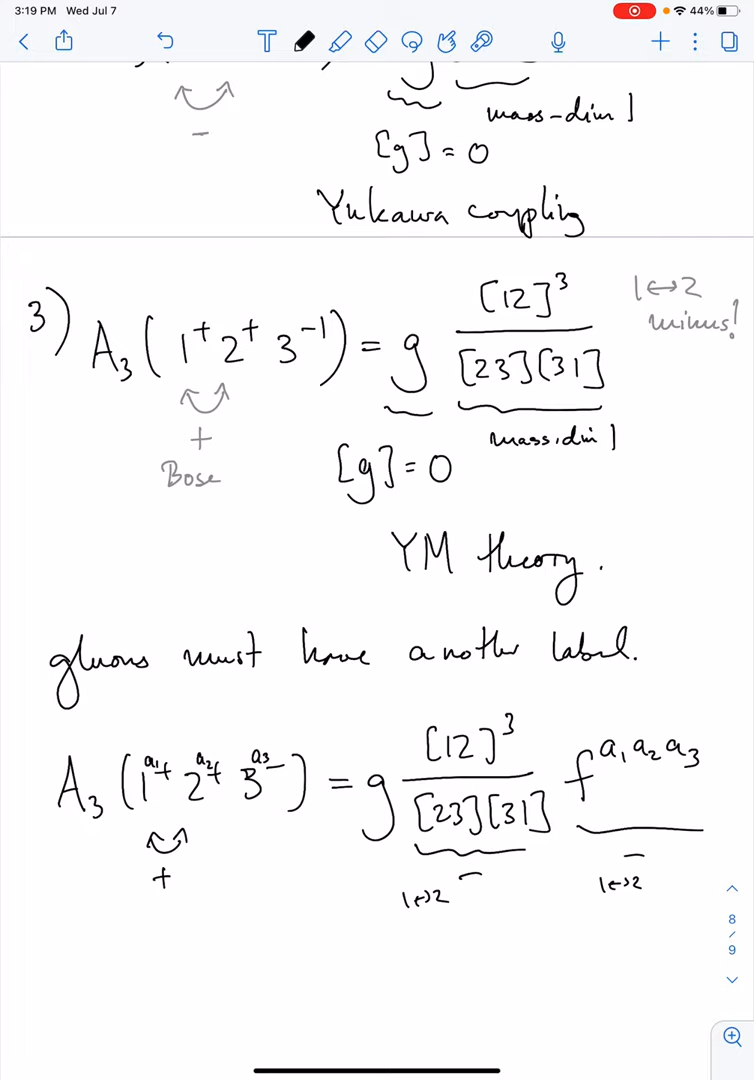 3:19 PM Wed Jul 7
44%
T
−
mass-dim 1
[g] = 0
Yukawa coupling
3)
A₃(1⁺ 2⁺ 3⁻¹) = g [12]³ / [23][31]
1↔2
minus!
+
Bose
mass.dim 1
[g] = 0
YM theory.
gluons must have another label.
A₃(1^{a₁+} 2^{a₂+} 3^{a₃−}) = g [12]³ / [23][31] f^{a₁a₂a₃}
+
1↔2 −
− 1↔2
8
/
9